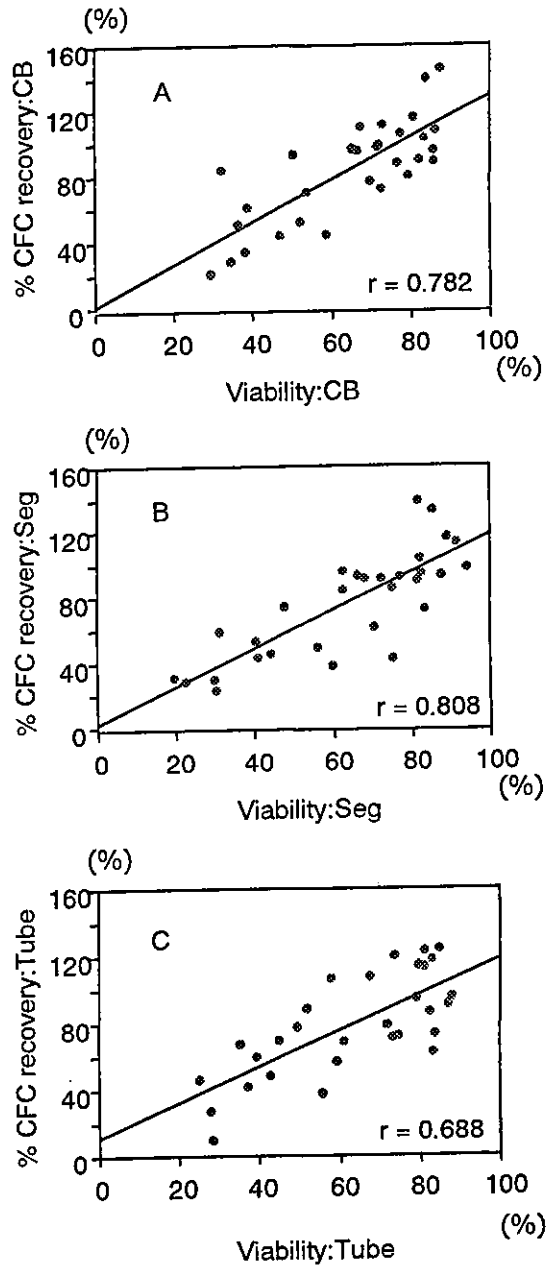 (%)
160
120
80
40
0
% CFC recovery:CB
A
r = 0.782
0 20 40 60 80 100
(%)
Viability:CB
(%)
160
120
80
40
0
% CFC recovery:Seg
B
r = 0.808
0 20 40 60 80 100
(%)
Viability:Seg
(%)
160
120
80
40
0
% CFC recovery:Tube
C
r = 0.688
0 20 40 60 80 100
(%)
Viability:Tube